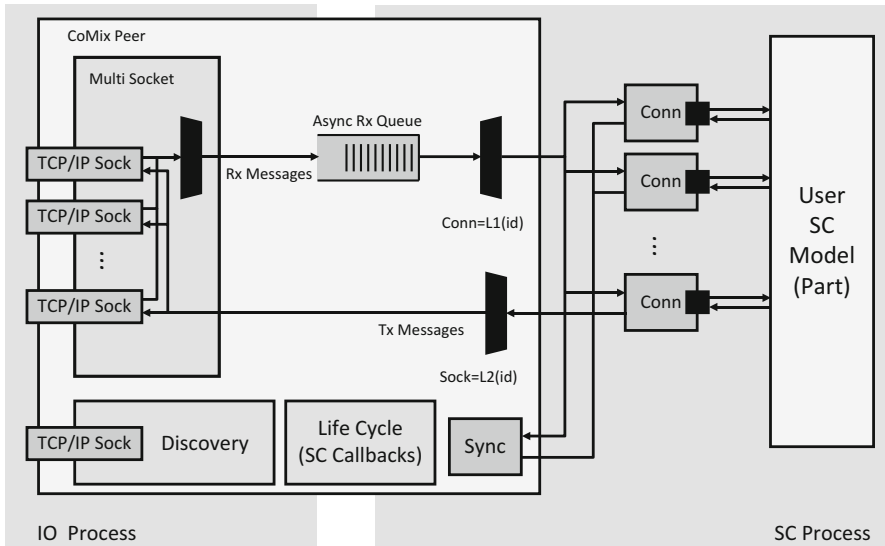 CoMix Peer
Multi Socket
Async Rx Queue
TCP/IP Sock
Rx Messages
TCP/IP Sock
⋮
TCP/IP Sock
Conn=L1(id)
Tx Messages
Sock=L2(id)
Conn
Conn
⋮
Conn
User
SC
Model
(Part)
TCP/IP Sock
Discovery
Life Cycle
(SC Callbacks)
Sync
IO Process
SC Process